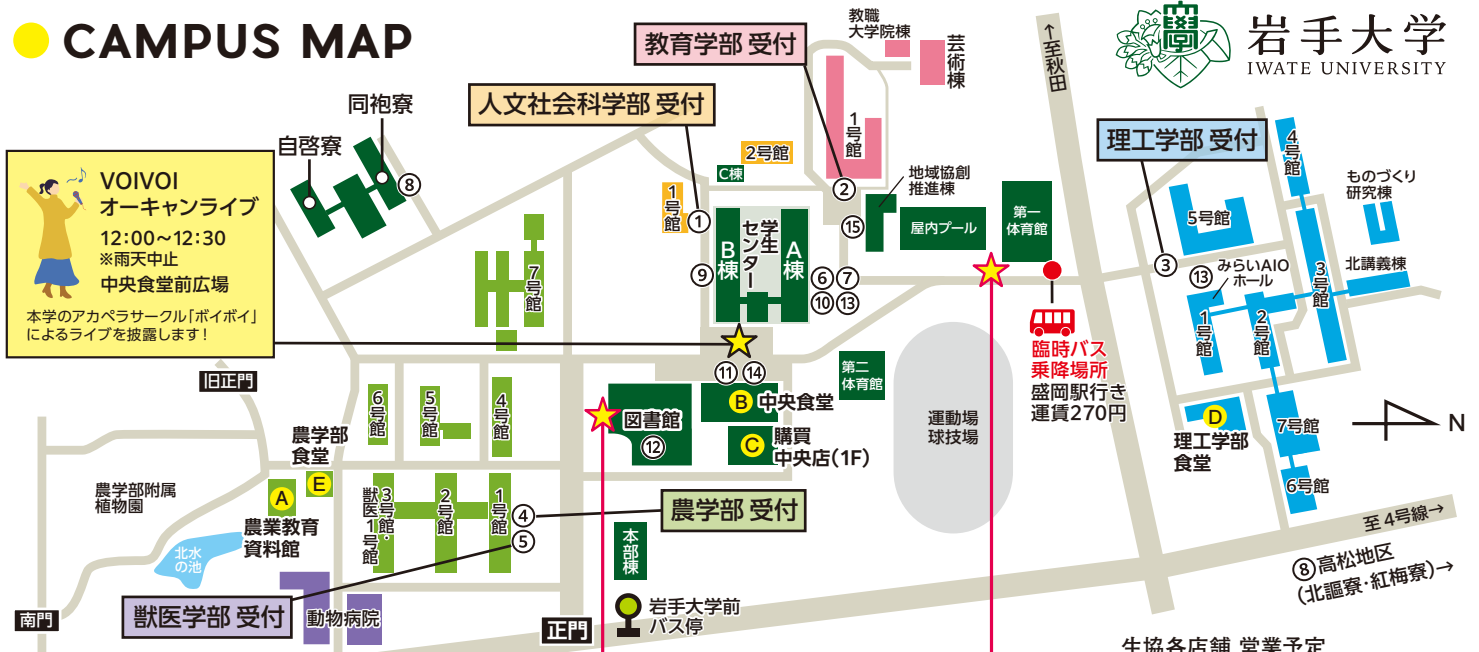 CAMPUS MAP
岩手大学
IWATE UNIVERSITY
↑至秋田
教職
大学院棟
芸術棟
教育学部 受付
人文社会科学部 受付
理工学部 受付
同袍寮
自啓寮
⑧
VOIVOI
オーキャンライブ
12:00〜12:30
※雨天中止
中央食堂前広場
本学のアカペラサークル「ボイボイ」
によるライブを披露します!
1号館
②
2号館
C棟
1号館
①
地域協創
推進棟
⑮
屋内プール
第一
体育館
B棟
学生
センター
A棟
⑨
⑥ ⑦
⑩ ⑬
7号館
4号館
ものづくり
研究棟
5号館
③
⑬
みらいAIO
ホール
3号館
北講義棟
1号館
2号館
臨時バス
乗降場所
盛岡駅行き
運賃270円
⑪ ⑭
第二
体育館
運動場
球技場
B 中央食堂
図書館
⑫
C 購買
中央店(1F)
D
理工学部
食堂
7号館
6号館
N
旧正門
6号館
5号館
4号館
農学部
食堂
E
A
農業教育
資料館
農学部附属
植物園
北水
の池
3号館・
獣医1号館
2号館
1号館
④
⑤
農学部 受付
獣医学部 受付
動物病院
本部棟
南門
正門
岩手大学前
バス停
至4号線→
⑧高松地区
(北謳寮・紅梅寮)→
生協各店舗 営業予定